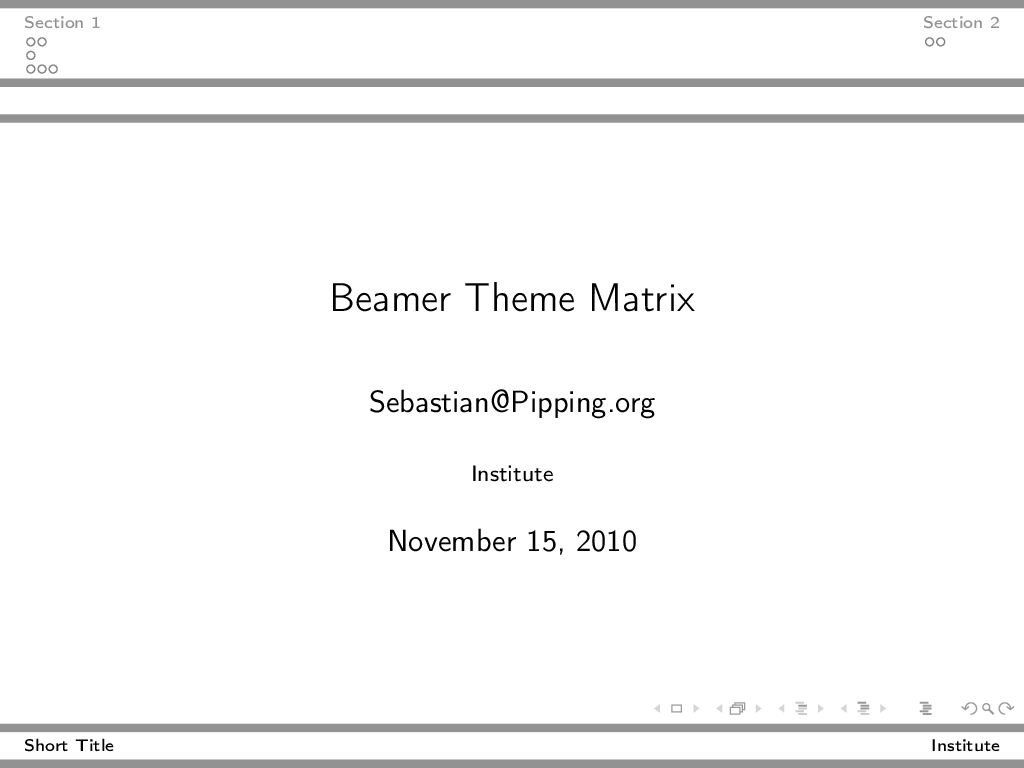 Section 1
Section 2
Beamer Theme Matrix
Sebastian@Pipping.org
Institute
November 15, 2010
Short Title
Institute